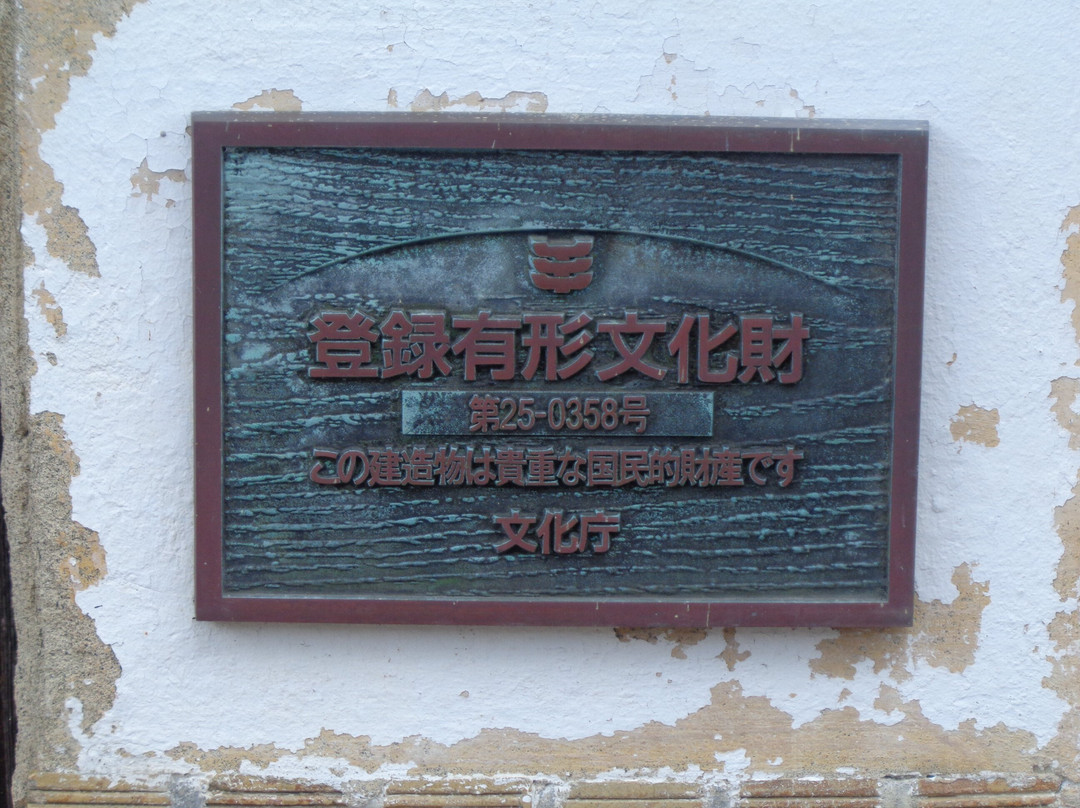 登録有形文化財
第25-0358号
この建造物は貴重な国民的財産です
文化庁